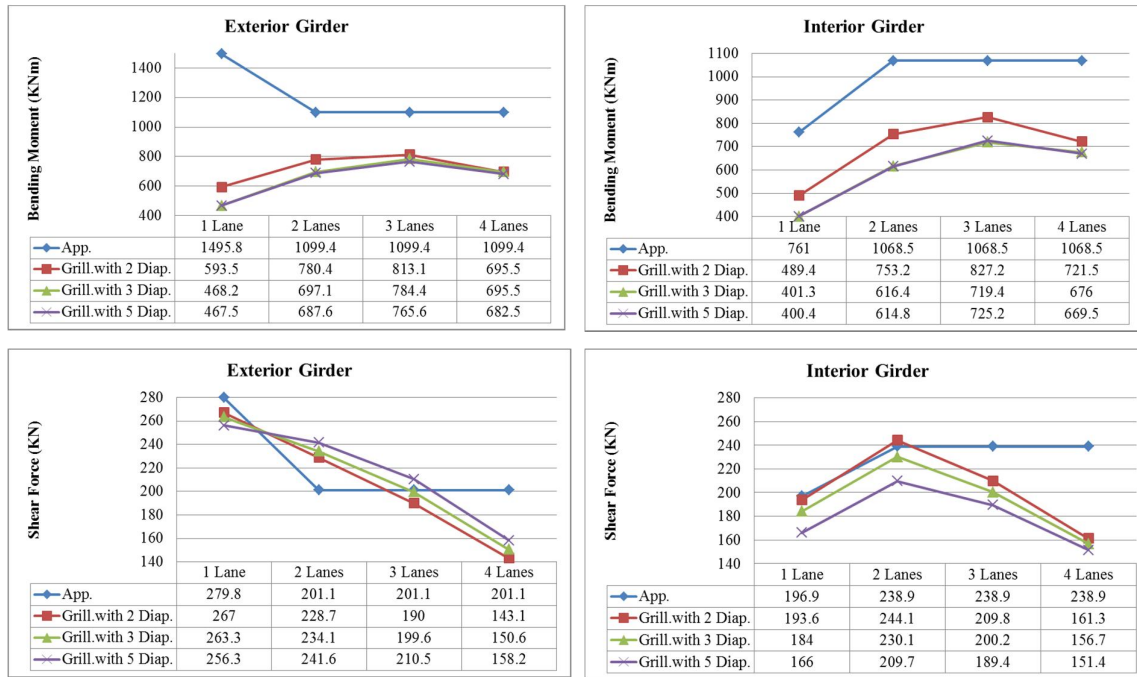 Exterior Girder
Bending Moment (KNm)
1400
1200
1000
800
600
400
1 Lane 2 Lanes 3 Lanes 4 Lanes
App. 1495.8 1099.4 1099.4 1099.4
Grill.with 2 Diap. 593.5 780.4 813.1 695.5
Grill.with 3 Diap. 468.2 697.1 784.4 695.5
Grill.with 5 Diap. 467.5 687.6 765.6 682.5
Interior Girder
Bending Moment (KNm)
1100
1000
900
800
700
600
500
400
1 Lane 2 Lanes 3 Lanes 4 Lanes
App. 761 1068.5 1068.5 1068.5
Grill.with 2 Diap. 489.4 753.2 827.2 721.5
Grill.with 3 Diap. 401.3 616.4 719.4 676
Grill.with 5 Diap. 400.4 614.8 725.2 669.5
Exterior Girder
Shear Force (KN)
280
260
240
220
200
180
160
140
1 Lane 2 Lanes 3 Lanes 4 Lanes
App. 279.8 201.1 201.1 201.1
Grill.with 2 Diap. 267 228.7 190 143.1
Grill.with 3 Diap. 263.3 234.1 199.6 150.6
Grill.with 5 Diap. 256.3 241.6 210.5 158.2
Interior Girder
Shear Force (KN)
280
260
240
220
200
180
160
140
1 Lane 2 Lanes 3 Lanes 4 Lanes
App. 196.9 238.9 238.9 238.9
Grill.with 2 Diap. 193.6 244.1 209.8 161.3
Grill.with 3 Diap. 184 230.1 200.2 156.7
Grill.with 5 Diap. 166 209.7 189.4 151.4